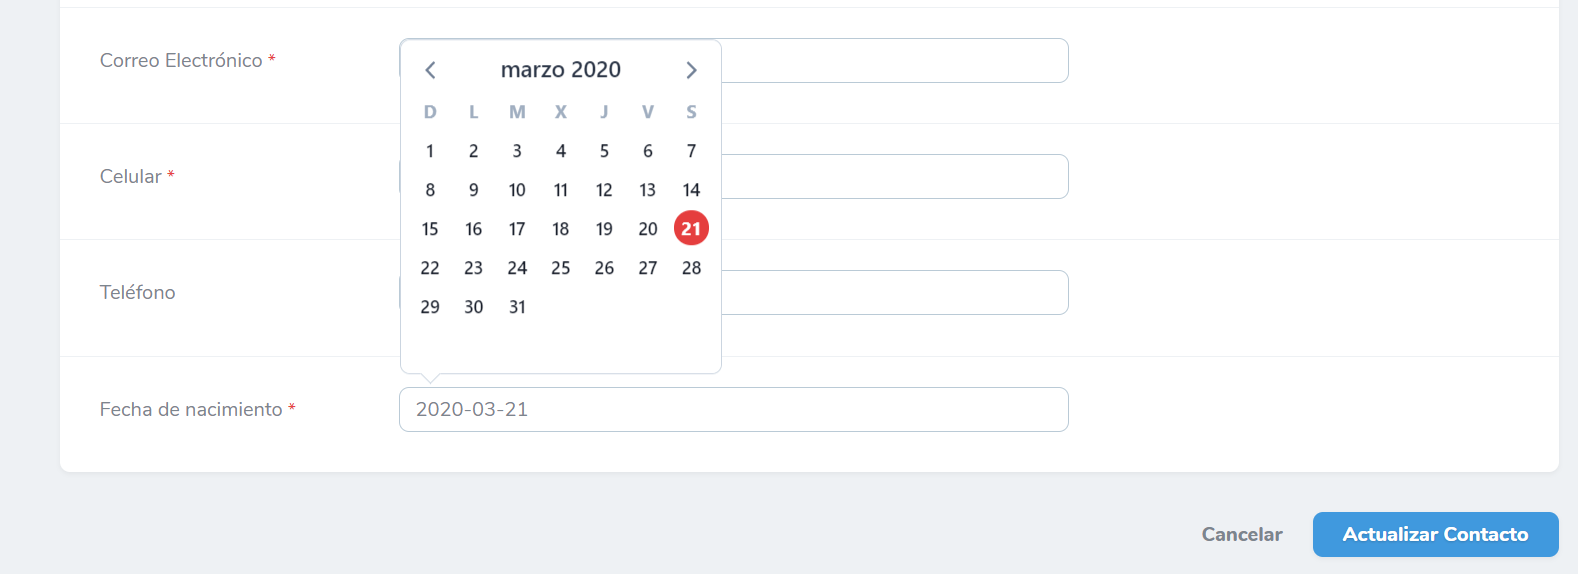 Correo Electrónico *
marzo 2020
D L M X J V S
1 2 3 4 5 6 7
8 9 10 11 12 13 14
15 16 17 18 19 20 21
22 23 24 25 26 27 28
29 30 31
Celular *
Teléfono
Fecha de nacimiento *
2020-03-21
Cancelar
Actualizar Contacto